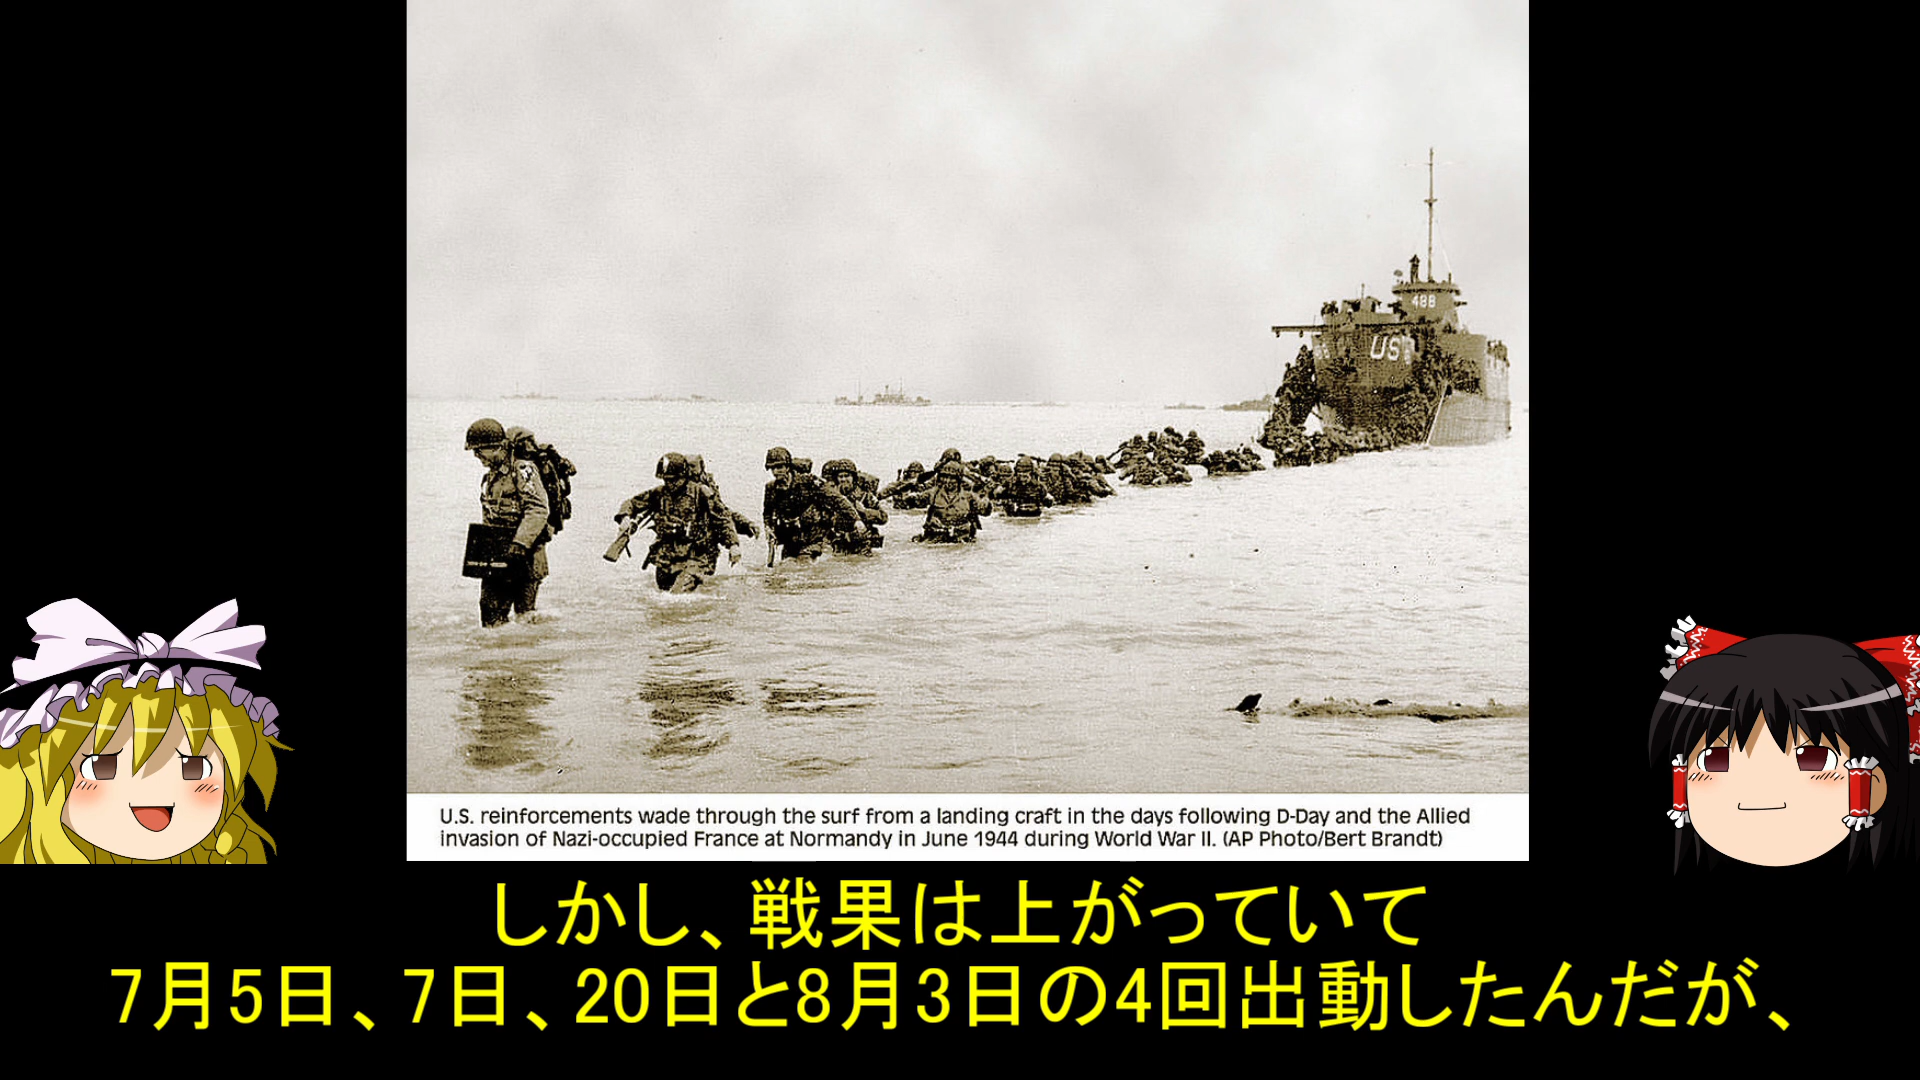 488
US
U.S. reinforcements wade through the surf from a landing craft in the days following D-Day and the Allied
invasion of Nazi-occupied France at Normandy in June 1944 during World War II. (AP Photo/Bert Brandt)
しかし、戦果は上がっていて
7月5日、7日、20日と8月3日の4回出動したんだが、